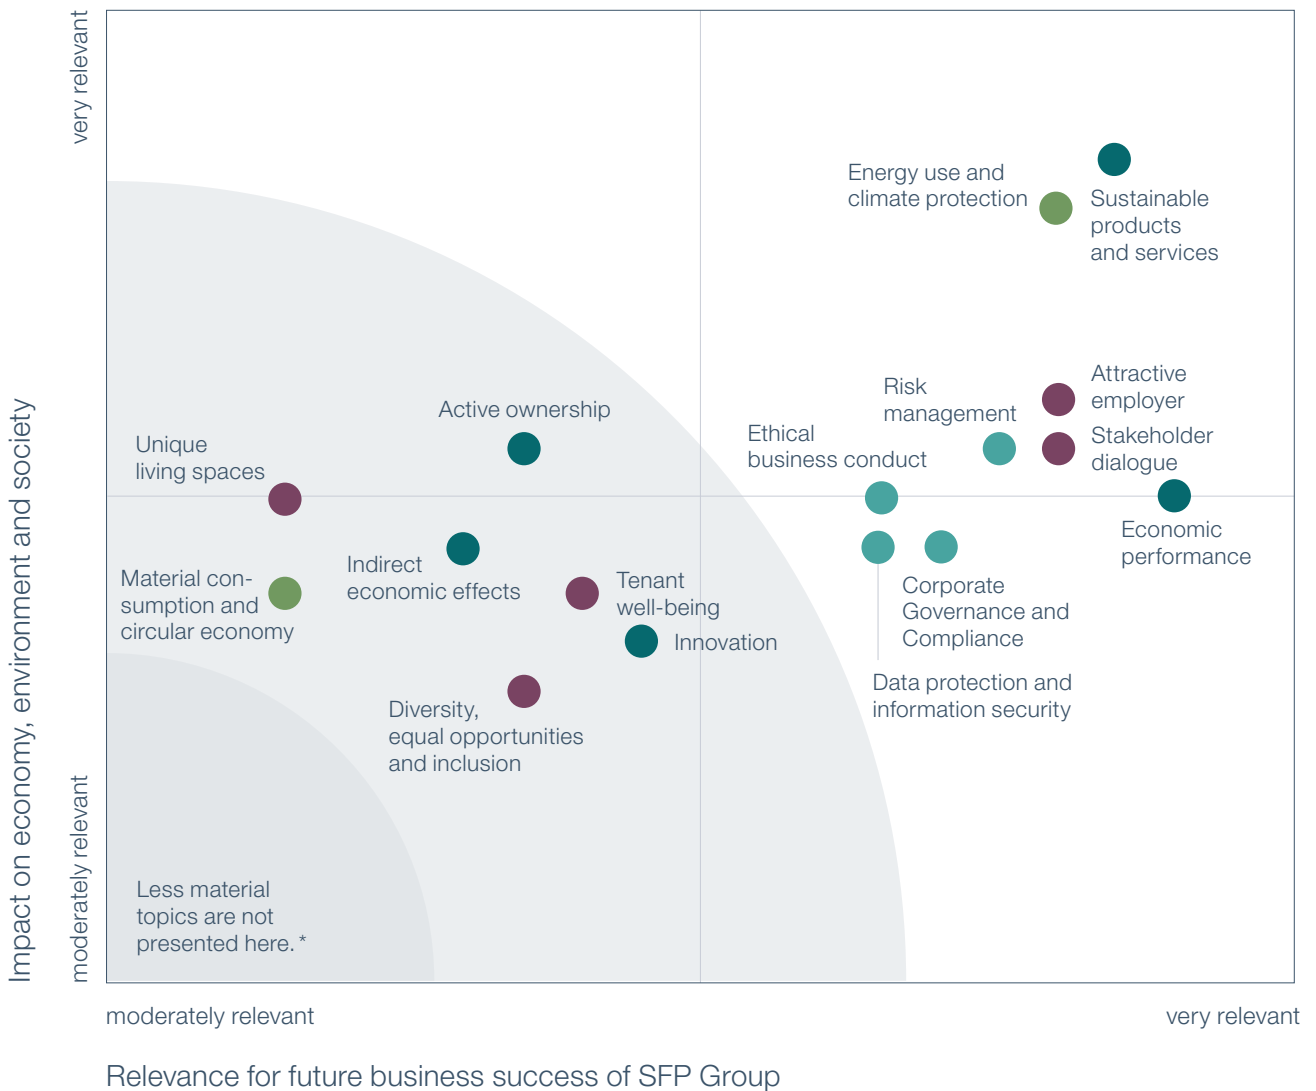 very relevant
Impact on economy, environment and society
moderately relevant
Energy use and
climate protection
Sustainable
products
and services
Attractive
employer
Risk
management
Stakeholder
dialogue
Ethical
business conduct
Economic
performance
Active ownership
Unique
living spaces
Indirect
economic effects
Material con-
sumption and
circular economy
Tenant
well-being
Innovation
Corporate
Governance and
Compliance
Data protection and
information security
Diversity,
equal opportunities
and inclusion
Less material
topics are not
presented here. *
moderately relevant
very relevant
Relevance for future business success of SFP Group